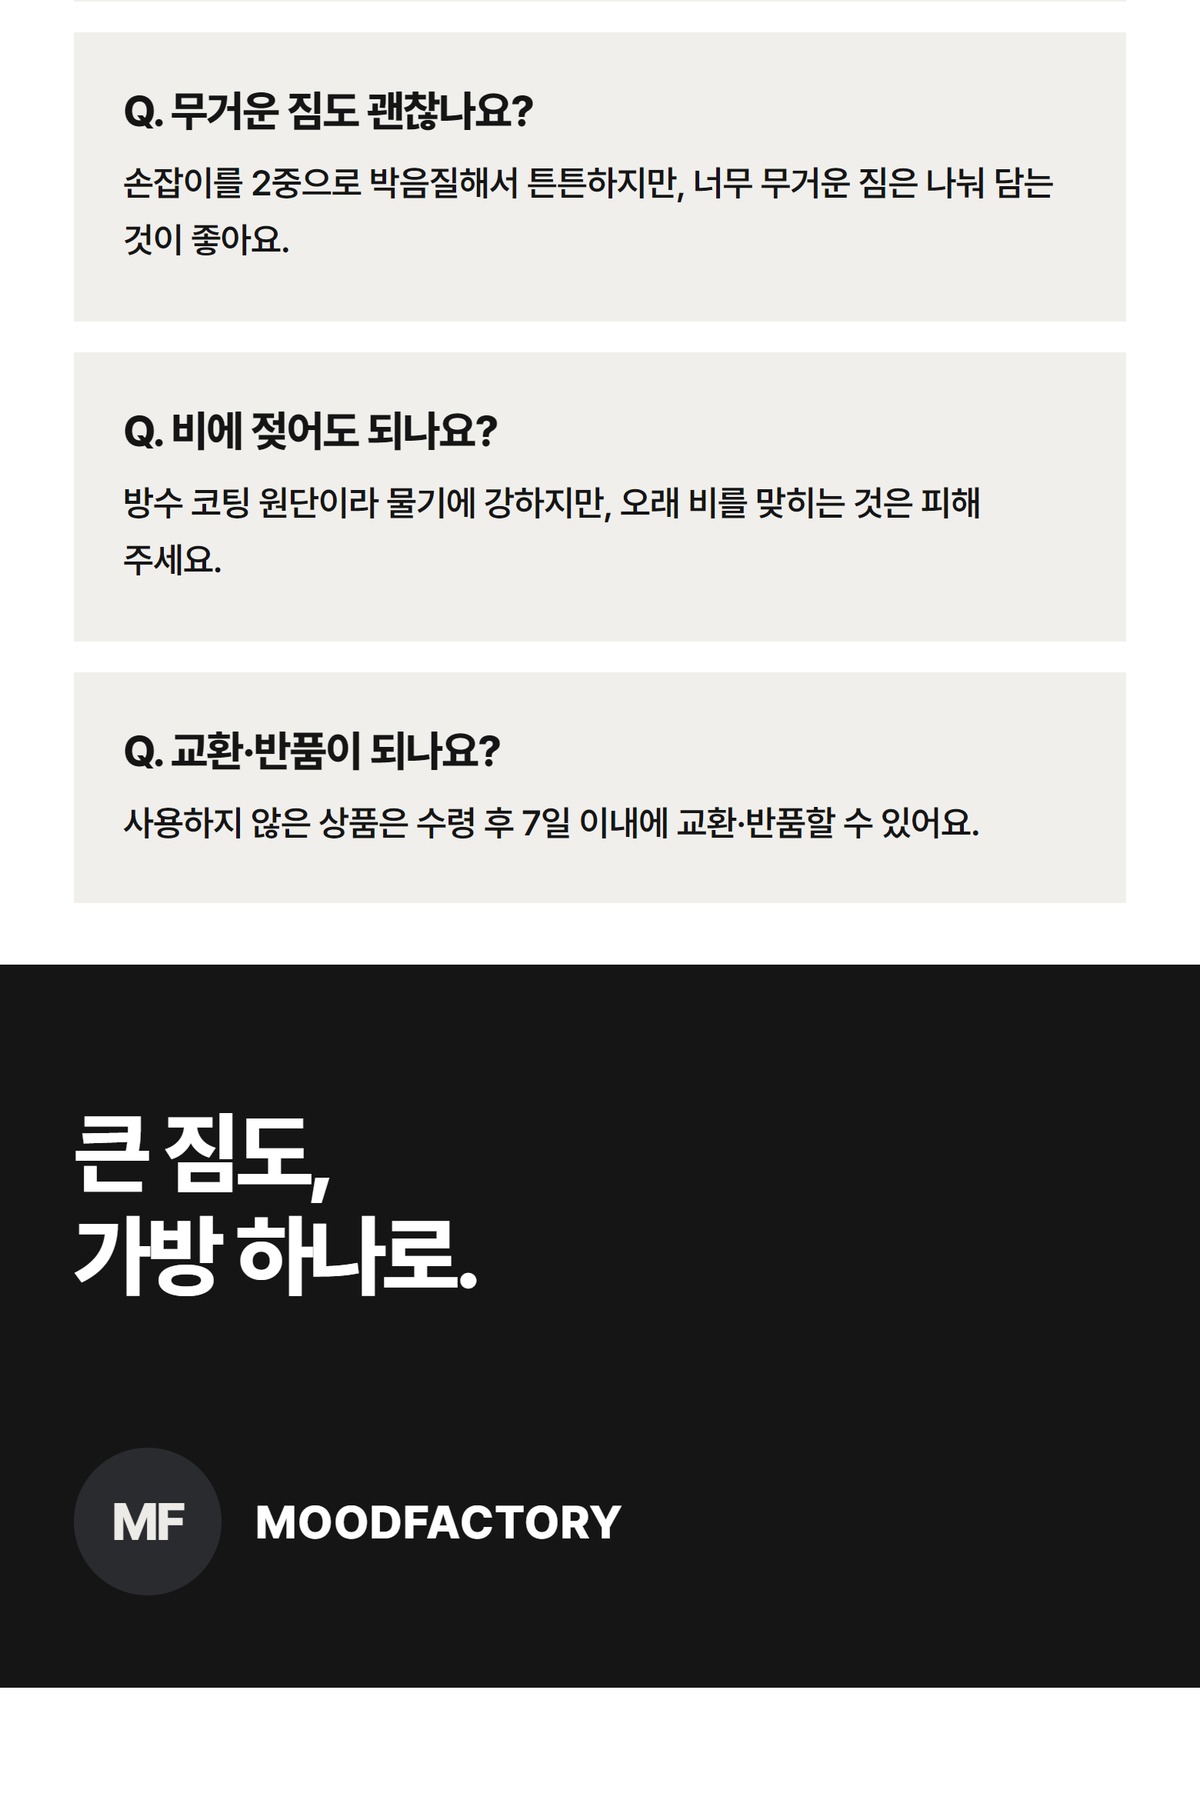 Q. 무거운 짐도 괜찮나요?
손잡이를 2중으로 박음질해서 튼튼하지만, 너무 무거운 짐은 나눠 담는
것이 좋아요.
Q. 비에 젖어도 되나요?
방수 코팅 원단이라 물기에 강하지만, 오래 비를 맞히는 것은 피해
주세요.
Q. 교환·반품이 되나요?
사용하지 않은 상품은 수령 후 7일 이내에 교환·반품할 수 있어요.
큰 짐도,
가방 하나로.
MF MOODFACTORY